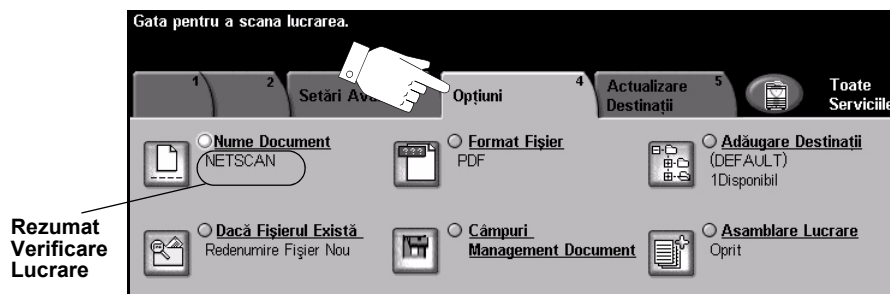 Gata pentru a scana lucrarea.
1
2
Setări
Opțiuni
4
Actualizare
Destinații
5
Toate
Serviciile
Nume Document
NETSCAN
Format Fișier
PDF
Adăugare Destinații
(DEFAULT)
1Disponibil
Rezumat
Verificare
Lucrare
Dacă Fișierul Există
Redenumire Fișier Nou
Câmpuri
Management Document
Asamblare Lucrare
Oprit